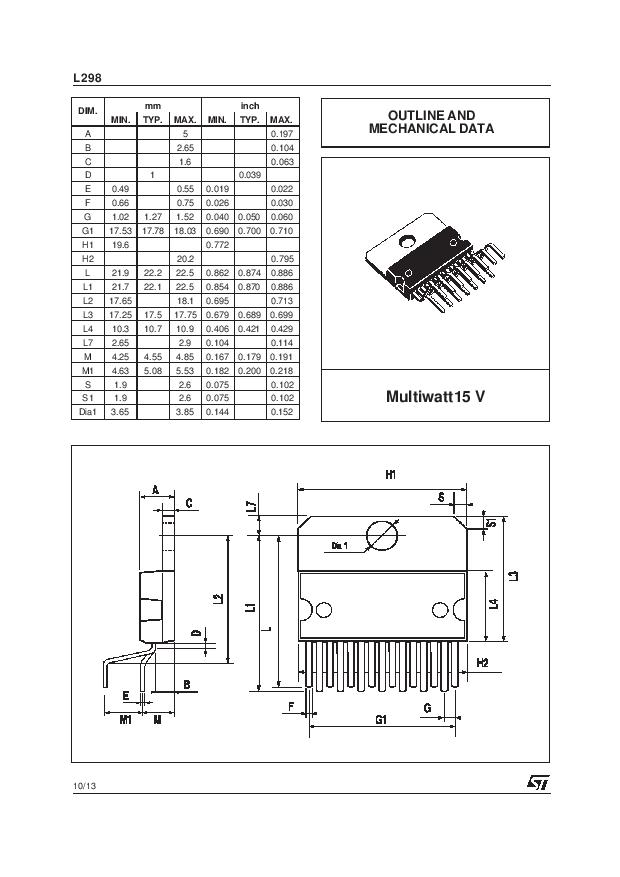 L298
DIM. mm inch
MIN. TYP. MAX. MIN. TYP. MAX.
A 5 0.197
B 2.65 0.104
C 1.6 0.063
D 1 0.039
E 0.49 0.55 0.019 0.022
F 0.66 0.75 0.026 0.030
G 1.02 1.27 1.52 0.040 0.050 0.060
G1 17.53 17.78 18.03 0.690 0.700 0.710
H1 19.6 0.772
H2 20.2 0.795
L 21.9 22.2 22.5 0.862 0.874 0.886
L1 21.7 22.1 22.5 0.854 0.870 0.886
L2 17.65 18.1 0.695 0.713
L3 17.25 17.5 17.75 0.679 0.689 0.699
L4 10.3 10.7 10.9 0.406 0.421 0.429
L7 2.65 2.9 0.104 0.114
M 4.25 4.55 4.85 0.167 0.179 0.191
M1 4.63 5.08 5.53 0.182 0.200 0.218
S 1.9 2.6 0.075 0.102
S1 1.9 2.6 0.075 0.102
Dia1 3.65 3.85 0.144 0.152
OUTLINE AND
MECHANICAL DATA
Multiwatt15 V
H1
A
C
L7
S
S1
Dia 1
L3
L4
L2
L1
L
D
H2
E
B
F
G
M1
M
G1
10/13
ST